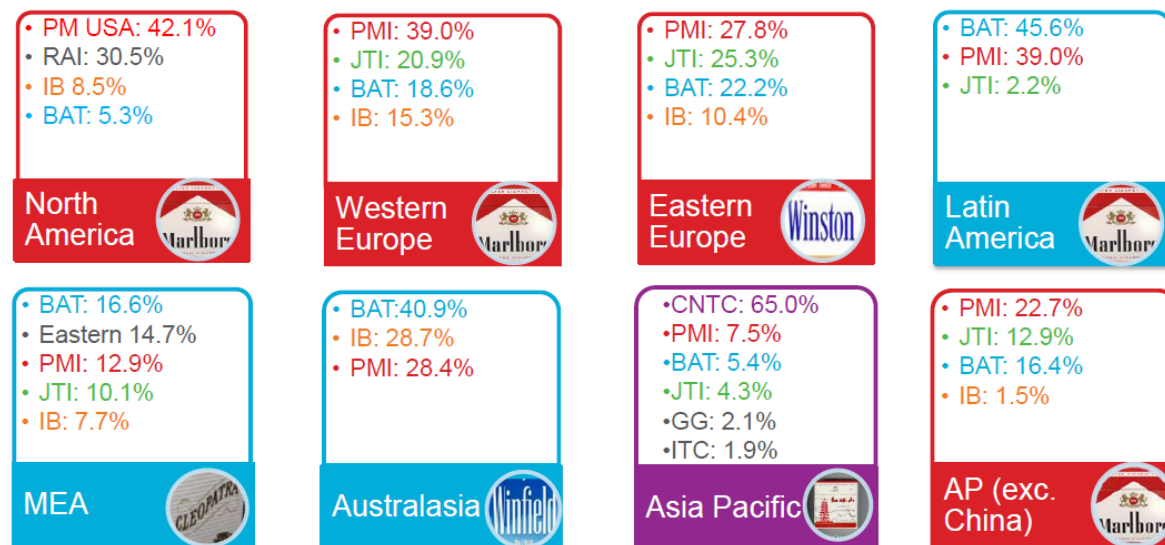 • PM USA: 42.1%
• RAI: 30.5%
• IB 8.5%
• BAT: 5.3%
North
America
Marlboro
• PMI: 39.0%
• JTI: 20.9%
• BAT: 18.6%
• IB: 15.3%
Western
Europe
Marlboro
• PMI: 27.8%
• JTI: 25.3%
• BAT: 22.2%
• IB: 10.4%
Eastern
Europe
Winston
• BAT: 45.6%
• PMI: 39.0%
• JTI: 2.2%
Latin
America
Marlboro
• BAT: 16.6%
• Eastern 14.7%
• PMI: 12.9%
• JTI: 10.1%
• IB: 7.7%
MEA
CLEOPATRA
• BAT:40.9%
• IB: 28.7%
• PMI: 28.4%
Australasia
Winfield
•CNTC: 65.0%
•PMI: 7.5%
•BAT: 5.4%
•JTI: 4.3%
•GG: 2.1%
•ITC: 1.9%
Asia Pacific
• PMI: 22.7%
• JTI: 12.9%
• BAT: 16.4%
• IB: 1.5%
AP (exc.
China)
Marlboro